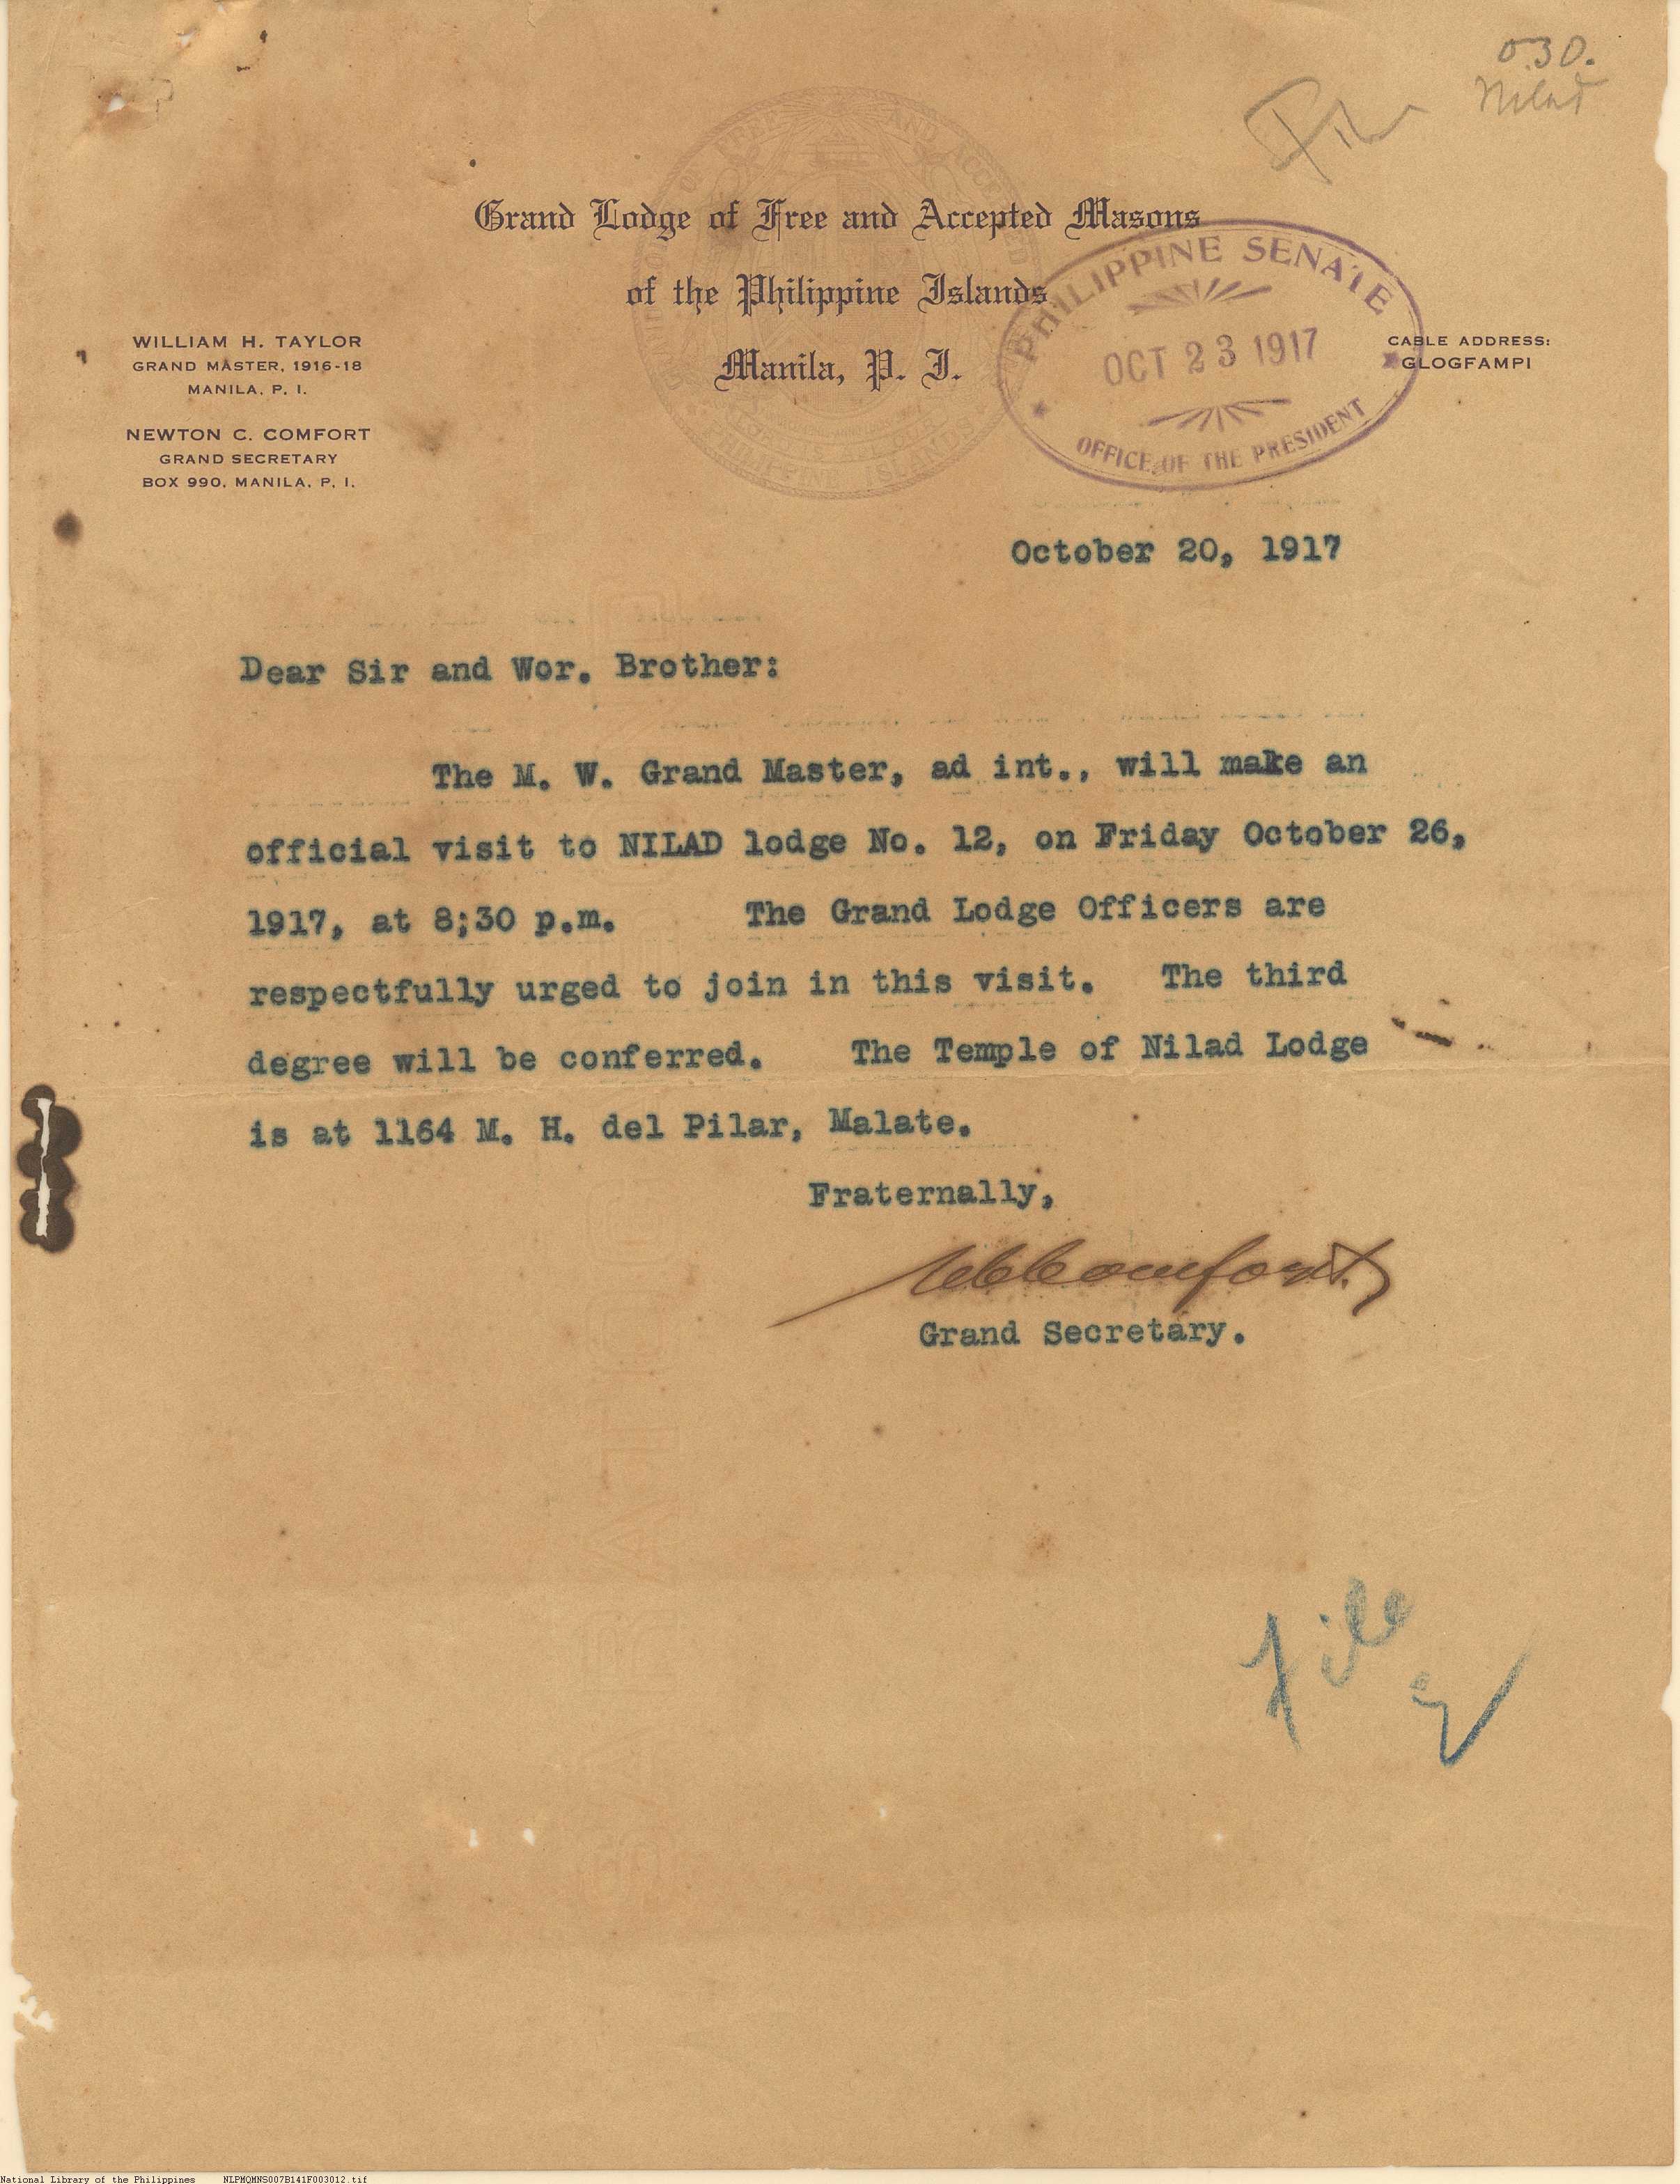 030.
Nilad
Grand Lodge of Free and Accepted Masons
of the Philippine Islands
Manila, P. I.
WILLIAM H. TAYLOR
GRAND MASTER, 1916-18
MANILA, P. I.
NEWTON C. COMFORT
GRAND SECRETARY
BOX 990, MANILA, P. I.
PHILIPPINE SENATE
OCT 23 1917
OFFICE OF THE PRESIDENT
CABLE ADDRESS:
GLOGFAMPI
October 20, 1917
Dear Sir and Wor. Brother:
The M. W. Grand Master, ad int., will make an
official visit to NILAD lodge No. 12, on Friday October 26,
1917, at 8;30 p.m. The Grand Lodge Officers are
respectfully urged to join in this visit. The third
degree will be conferred. The Temple of Nilad Lodge
is at 1164 M. H. del Pilar, Malate.
Fraternally,
NCComfort.
Grand Secretary.
File
National Library of the Philippines NLPMQMNS007B141F003012.tif